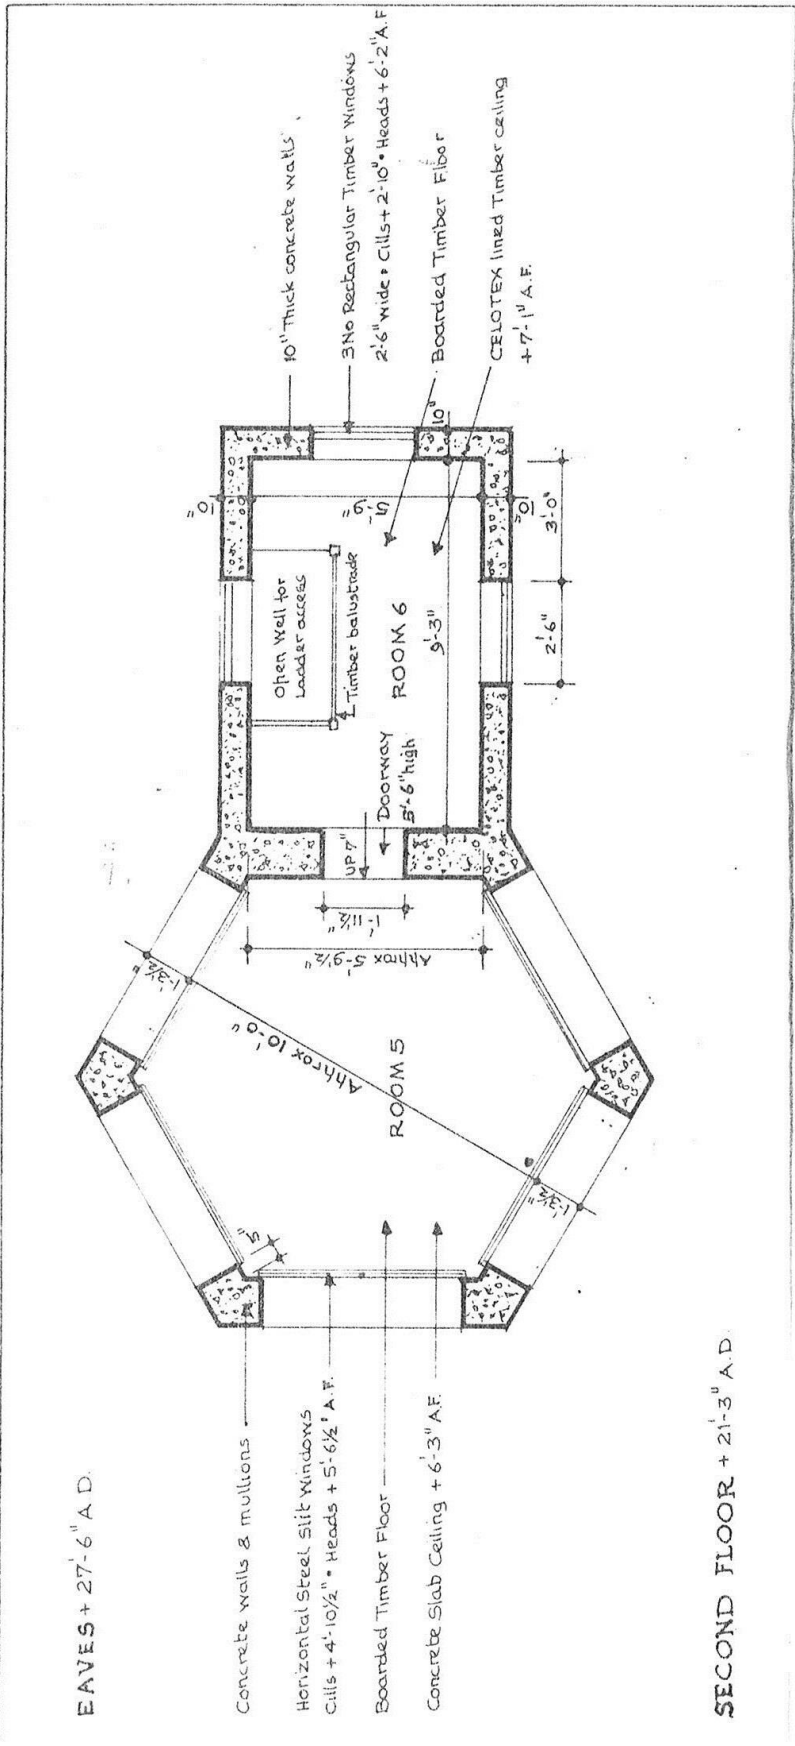 EAVES + 27'-6" A.D.
Concrete walls & mullions
Horizontal Steel Slit Windows
Cills + 4'-10½" • Heads + 5'-6½" A.F.
Boarded Timber Floor
Concrete Slab Ceiling + 6'-3" A.F.
SECOND FLOOR + 21'-3" A.D.
5"
1'-3½"
Approx 10'-0"
1'-3½"
ROOM 5
Approx 5'-9½"
1'-11½"
UP 7"
Doorway
5'-6" high
ROOM 6
9'-3"
Timber balustrade
Open Well for
Ladder access
10"
5'-9"
10"
10"
2'-6"
3'-0"
10" Thick concrete walls
3 No Rectangular Timber Windows
2'-6" Wide • Cills + 2'-10" • Heads + 6'-2" A.F
Boarded Timber Floor
CELOTEX lined Timber ceiling
+ 7'-1" A.F.